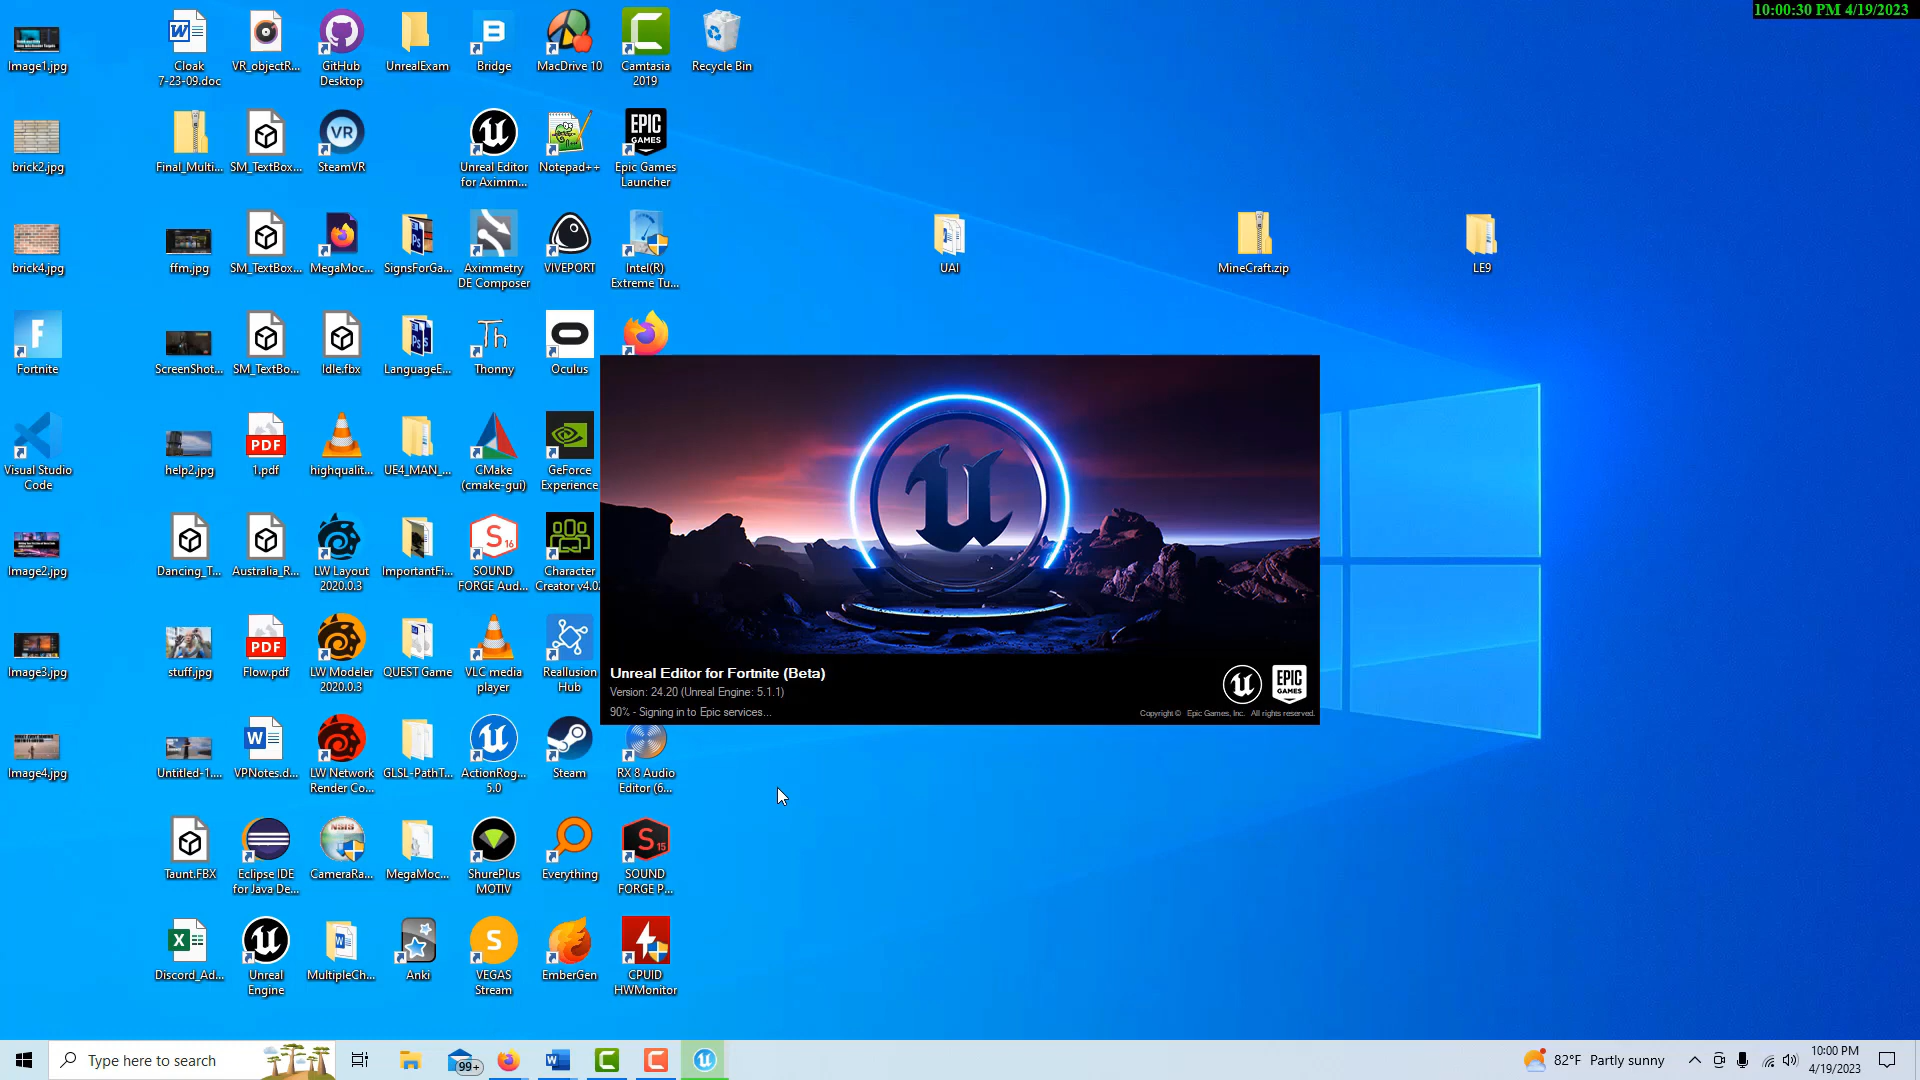 10:00:30 PM 4/19/2023
Image1.jpg
Cloak
7-23-09.doc
VR_objectR...
GitHub
Desktop
UnrealExam
Bridge
MacDrive 10
Camtasia
2019
Recycle Bin
brick2.jpg
Final_Multi...
SM_TextBox...
SteamVR
Unreal Editor
for Aximm...
Notepad++
EPIC
GAMES
Epic Games
Launcher
brick4.jpg
ffm.jpg
SM_TextBox...
MegaMoc...
SignsForGa...
Aximmetry
DE Composer
VIVEPORT
Intel(R)
Extreme Tu...
UAI
MineCraft.zip
LE9
Fortnite
ScreenShot...
SM_TextBo...
Idle.fbx
LanguageE...
Thonny
Oculus
Visual Studio
Code
help2.jpg
PDF
1.pdf
highqualit...
UE4_MAN_...
CMake
(cmake-gui)
GeForce
Experience
Image2.jpg
Dancing_T...
Australia_R...
LW Layout
2020.0.3
ImportantFi...
SOUND
FORGE Aud...
Character
Creator v4.0
Image3.jpg
stuff.jpg
PDF
Flow.pdf
LW Modeler
2020.0.3
QUEST Game
VLC media
player
Reallusion
Hub
Unreal Editor for Fortnite (Beta)
Version: 24.20 (Unreal Engine: 5.1.1)
90% - Signing in to Epic services...
EPIC
GAMES
Copyright © Epic Games, Inc. All rights reserved.
Image4.jpg
Untitled-1....
VPNotes.d...
LW Network
Render Co...
GLSL-PathT...
ActionRog...
5.0
Steam
RX 8 Audio
Editor (6...
Taunt.FBX
Eclipse IDE
for Java De...
NSIS
CameraRa...
MegaMoc...
ShurePlus
MOTIV
Everything
SOUND
FORGE P...
Discord_Ad...
Unreal
Engine
MultipleCh...
Anki
VEGAS
Stream
EmberGen
CPUID
HWMonitor
Type here to search
99+
82°F Partly sunny
10:00 PM
4/19/2023